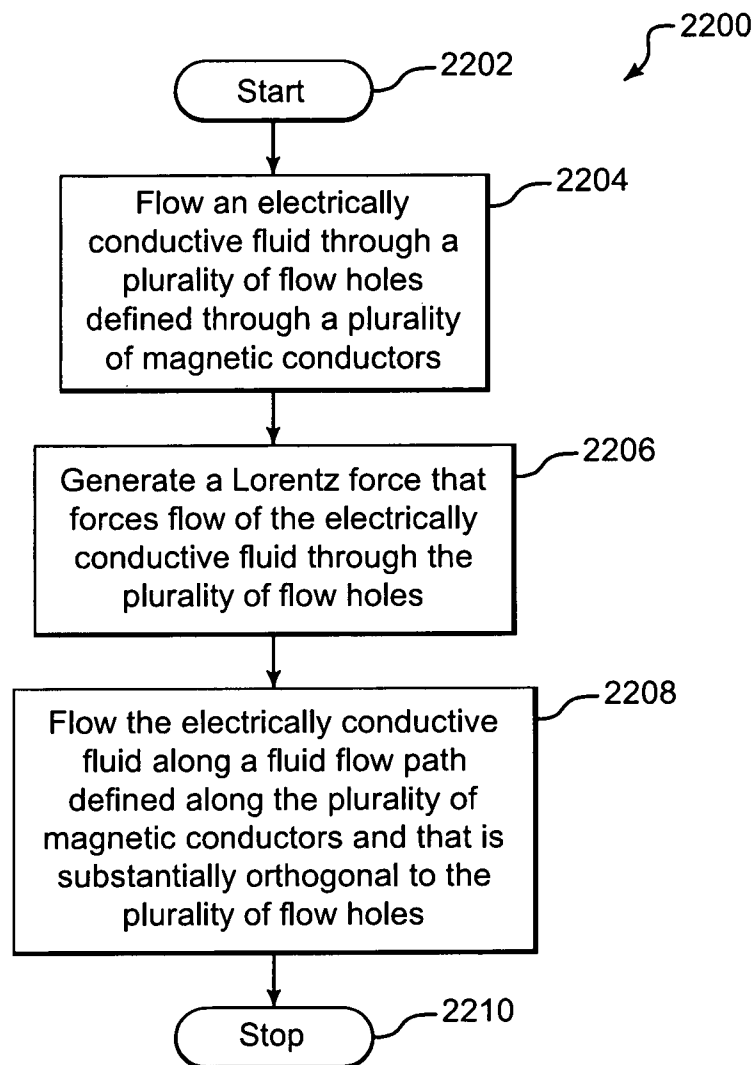 2200
Start
2202
Flow an electrically
conductive fluid through a
plurality of flow holes
defined through a plurality
of magnetic conductors
2204
Generate a Lorentz force that
forces flow of the electrically
conductive fluid through the
plurality of flow holes
2206
Flow the electrically conductive
fluid along a fluid flow path
defined along the plurality of
magnetic conductors and that is
substantially orthogonal to the
plurality of flow holes
2208
Stop
2210